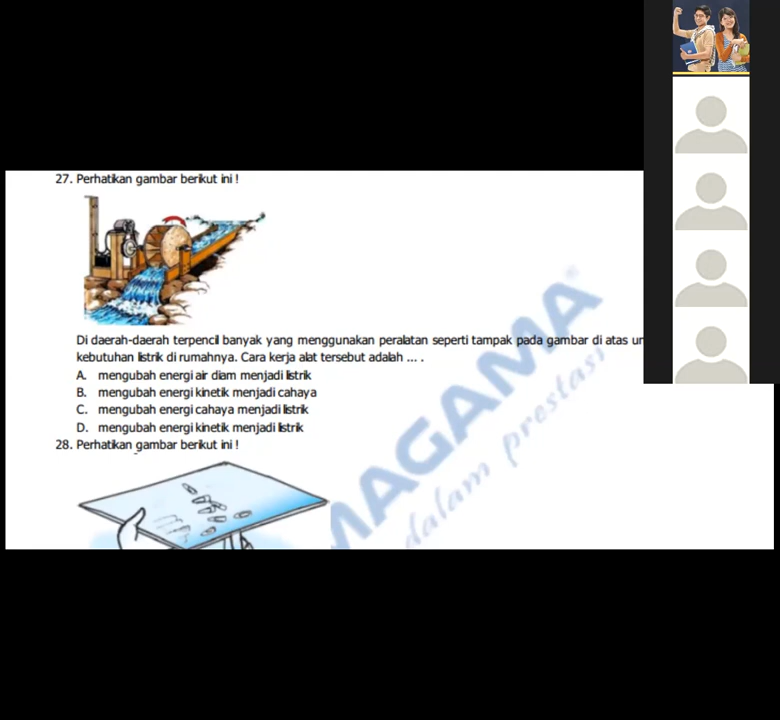 27. Perhatikan gambar berikut ini !
Di daerah-daerah terpencil banyak yang menggunakan peralatan seperti tampak pada gambar di atas un
kebutuhan listrik di rumahnya. Cara kerja alat tersebut adalah ... .
A. mengubah energi air diam menjadi listrik
B. mengubah energi kinetik menjadi cahaya
C. mengubah energi cahaya menjadi listrik
D. mengubah energi kinetik menjadi listrik
28. Perhatikan gambar berikut ini !
MAGAMA®
dalam prestasi